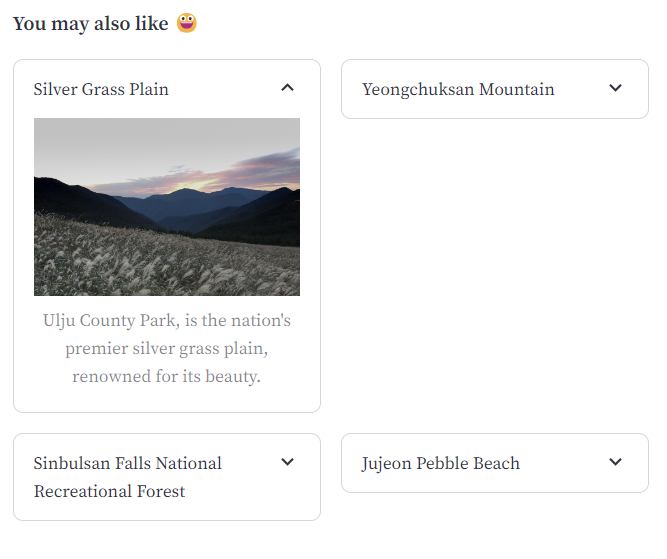 You may also like
Silver Grass Plain
Yeongchuksan Mountain
Ulju County Park, is the nation's
premier silver grass plain,
renowned for its beauty.
Sinbulsan Falls National
Recreational Forest
Jujeon Pebble Beach